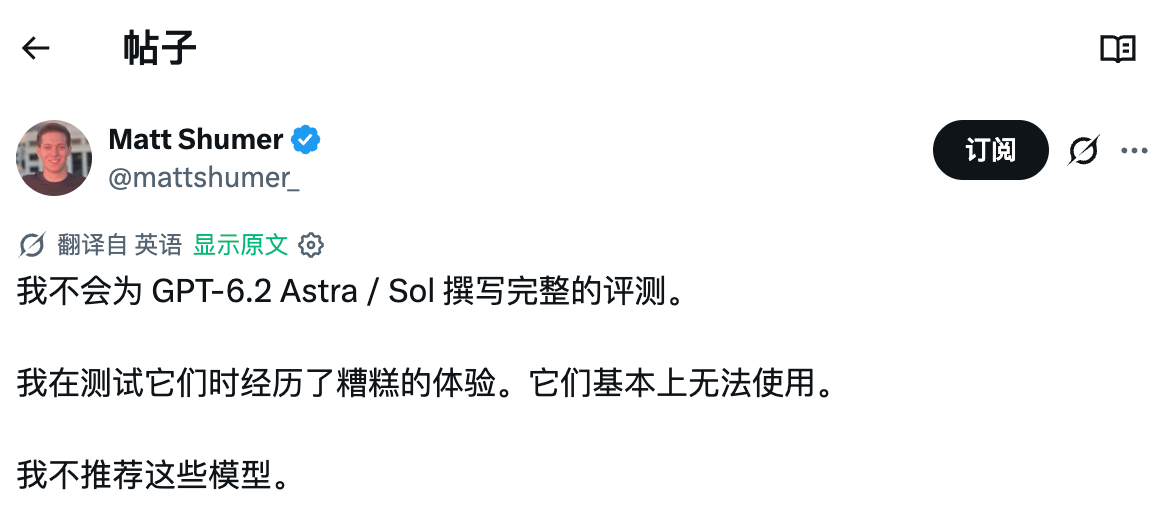 帖子
Matt Shumer
@mattshumer_
订阅
翻译自 英语 显示原文
我不会为 GPT-6.2 Astra / Sol 撰写完整的评测。
我在测试它们时经历了糟糕的体验。它们基本上无法使用。
我不推荐这些模型。